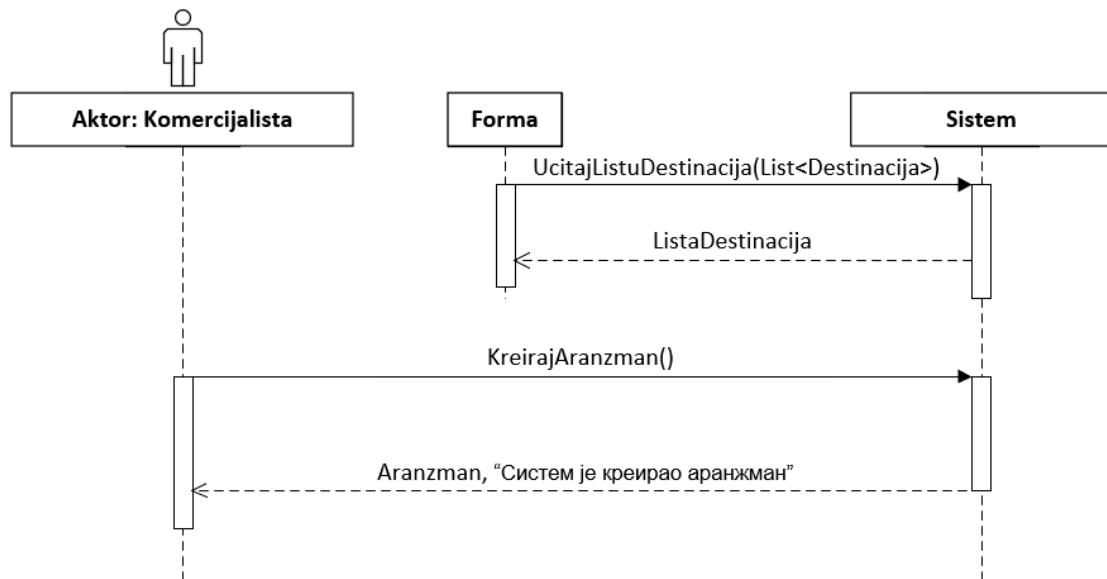 Aktor: Komercijalista
Forma
Sistem
UcitajListuDestinacija(List<Destinacija>)
ListaDestinacija
KreirajAranzman()
Aranzman, “Систем је креирао аранжман”